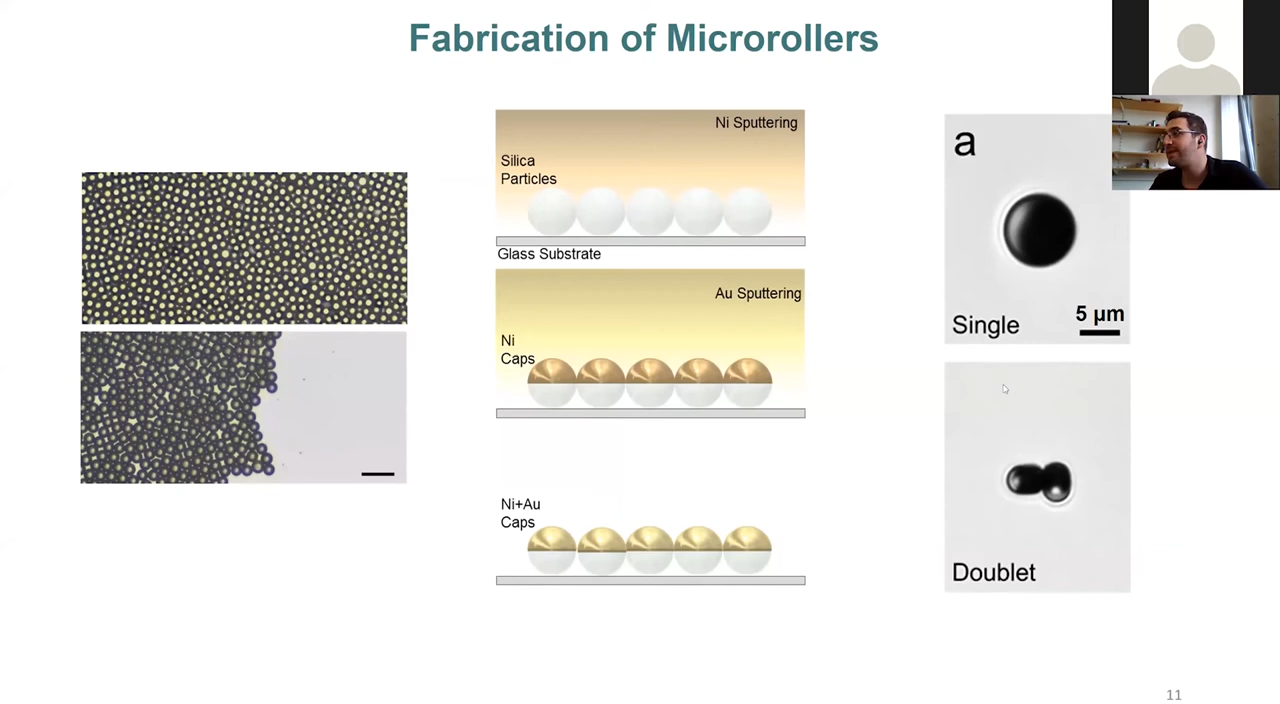 Fabrication of Microrollers
Ni Sputtering
Silica
Particles
Glass Substrate
Au Sputtering
Ni
Caps
Ni+Au
Caps
a
Single
5 µm
Doublet
11